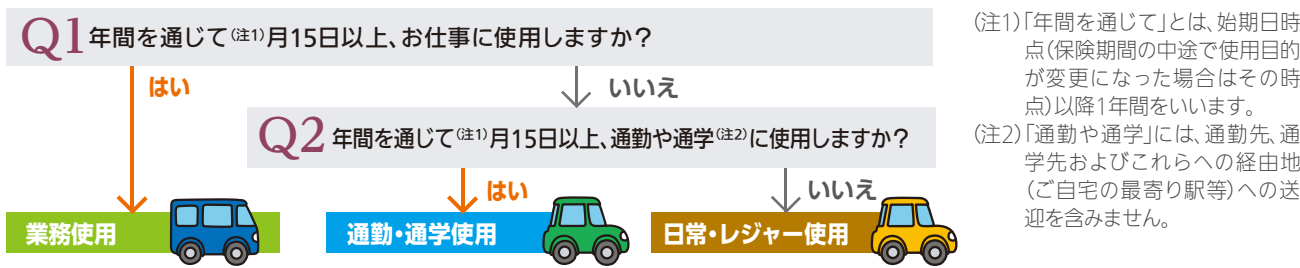 Q1 年間を通じて(注1)月15日以上、お仕事に使用しますか?
はい
いいえ
Q2 年間を通じて(注1)月15日以上、通勤や通学(注2)に使用しますか?
はい
いいえ
業務使用
通勤・通学使用
日常・レジャー使用
(注1)「年間を通じて」とは、始期日時
点(保険期間の中途で使用目的
が変更になった場合はその時
点)以降1年間をいいます。
(注2)「通勤や通学」には、通勤先、通
学先およびこれらへの経由地
(ご自宅の最寄り駅等)への送
迎を含みません。